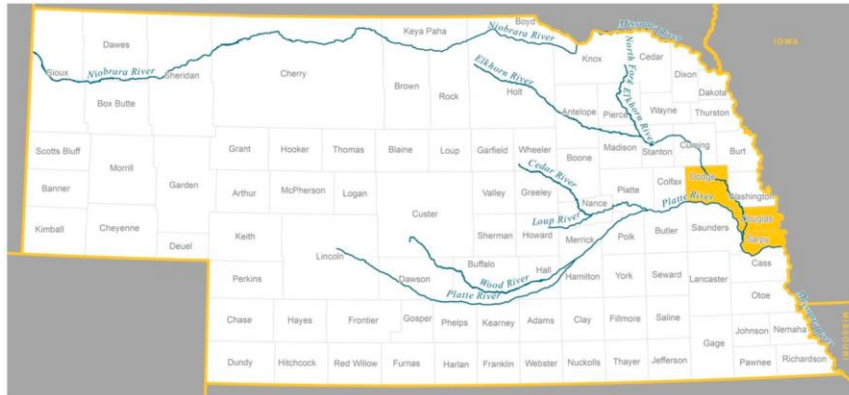 Boyd
Missouri River
Keya Paha
Niobrara River
IOWA
Dawes
Knox
Cedar
Sioux
Niobrara River
Sheridan
Cherry
Elkhorn River
North Fork Elkhorn River
Dixon
Dakota
Box Butte
Brown
Rock
Holt
Antelope
Pierce
Wayne
Thurston
Scotts Bluff
Grant
Hooker
Thomas
Blaine
Loup
Garfield
Wheeler
Boone
Madison
Stanton
Cuming
Burt
Morrill
Cedar River
Dodge
Banner
Garden
Arthur
McPherson
Logan
Valley
Greeley
Nance
Platte
Colfax
Washington
Platte River
Custer
Loup River
Douglas
Kimball
Cheyenne
Keith
Sherman
Howard
Merrick
Polk
Butler
Saunders
Sarpy
Deuel
Lincoln
Buffalo
Cass
Perkins
Dawson
Wood River
Hall
Hamilton
York
Seward
Lancaster
Platte River
Otoe
Missouri River
Chase
Hayes
Frontier
Gosper
Phelps
Kearney
Adams
Clay
Fillmore
Saline
Gage
Johnson
Nemaha
MISSOURI
Dundy
Hitchcock
Red Willow
Furnas
Harlan
Franklin
Webster
Nuckolls
Thayer
Jefferson
Pawnee
Richardson